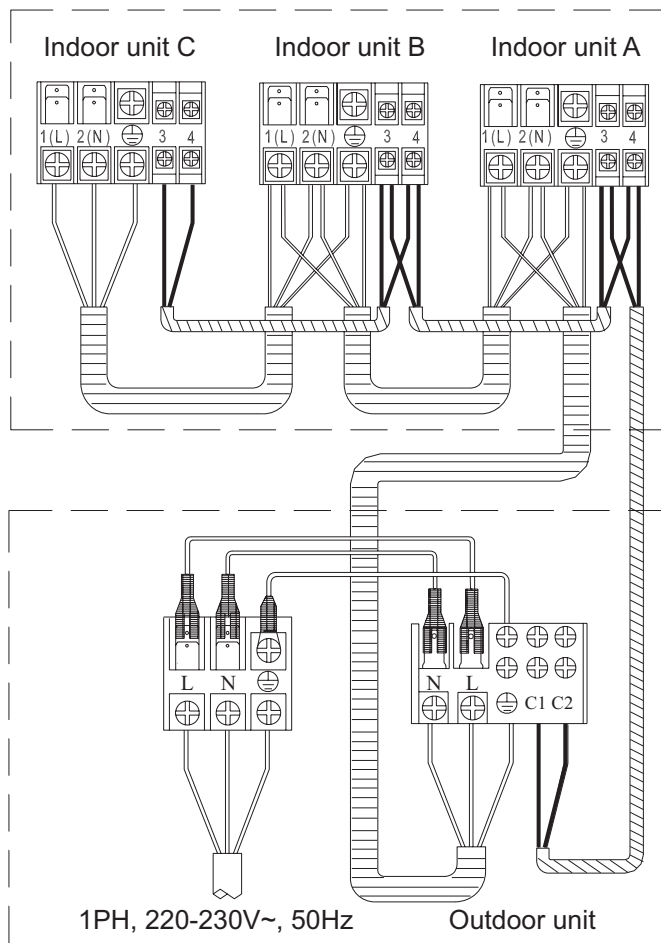 Indoor unit C Indoor unit B Indoor unit A
1(L) 2(N) 3 4 1(L) 2(N) 3 4 1(L) 2(N) 3 4
L N N L C1 C2
1PH, 220-230V~, 50Hz Outdoor unit